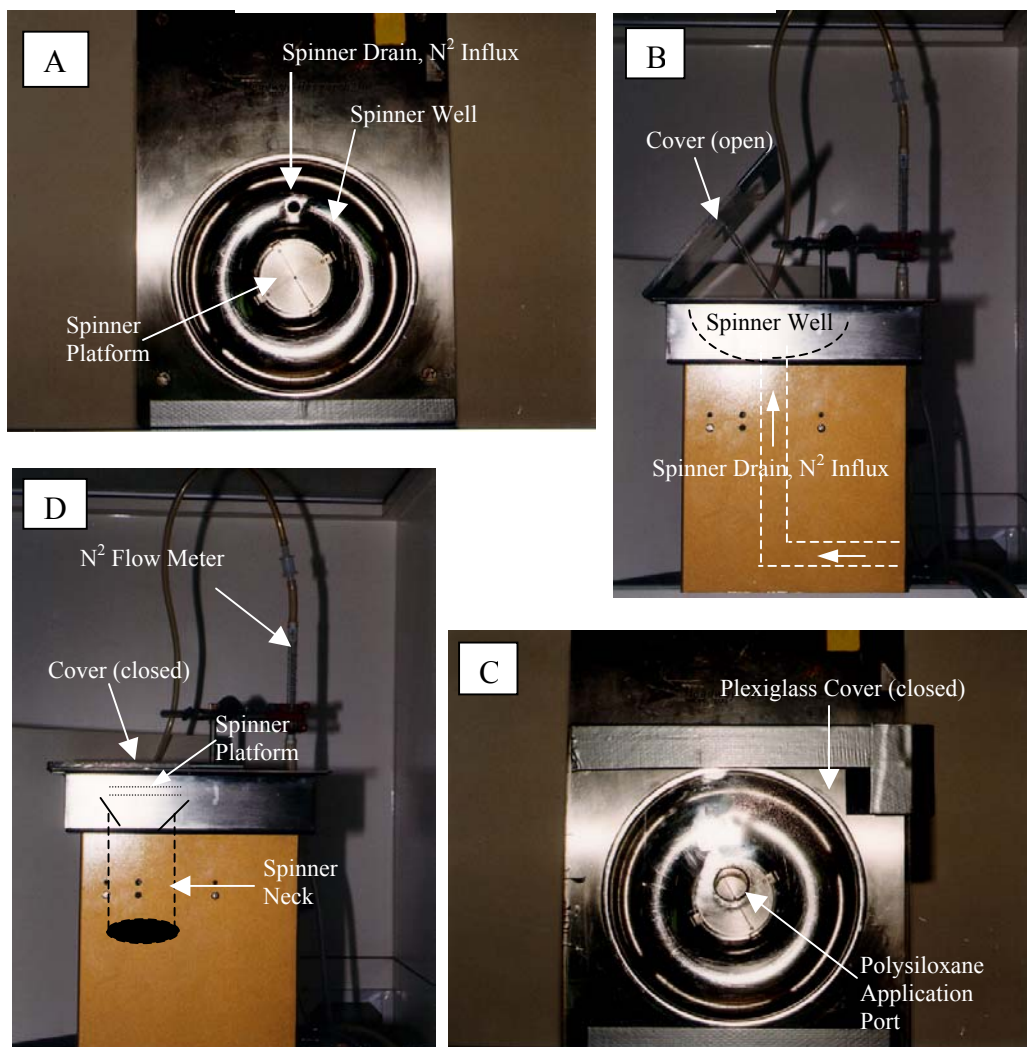 A
Spinner Drain, N² Influx
Spinner Well
Spinner
Platform
B
Cover (open)
Spinner Well
Spinner Drain, N² Influx
D
N² Flow Meter
Cover (closed)
Spinner
Platform
Spinner
Neck
C
Plexiglass Cover (closed)
Polysiloxane
Application
Port